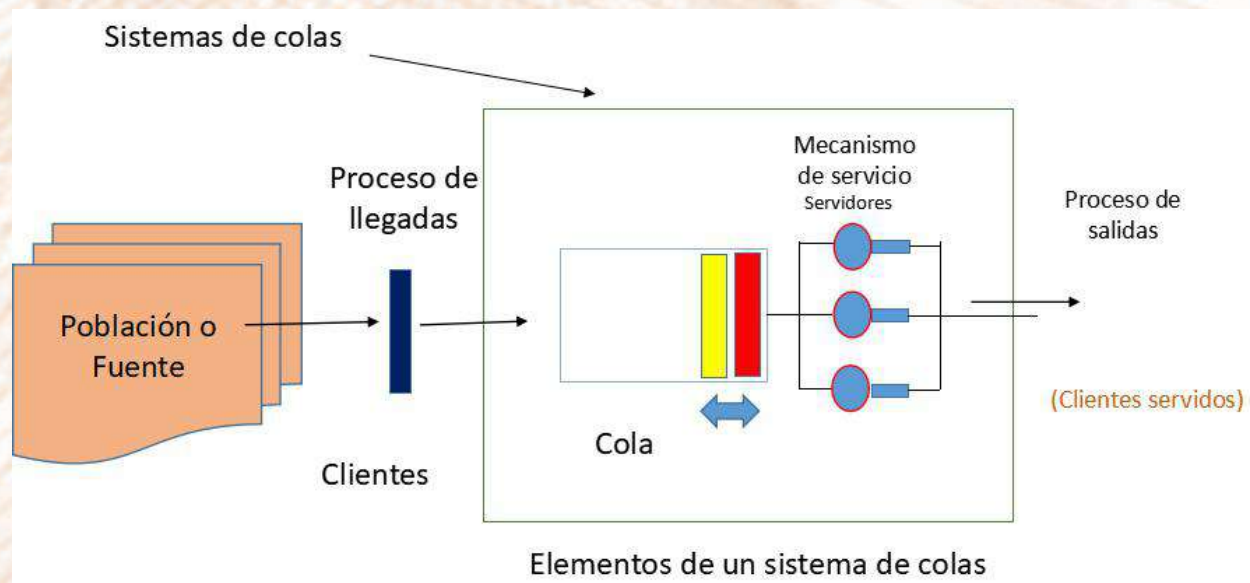 Sistemas de colas
Proceso de
llegadas
Población o
Fuente
Clientes
Cola
Mecanismo
de servicio
Servidores
Proceso de
salidas
(Clientes servidos)
Elementos de un sistema de colas